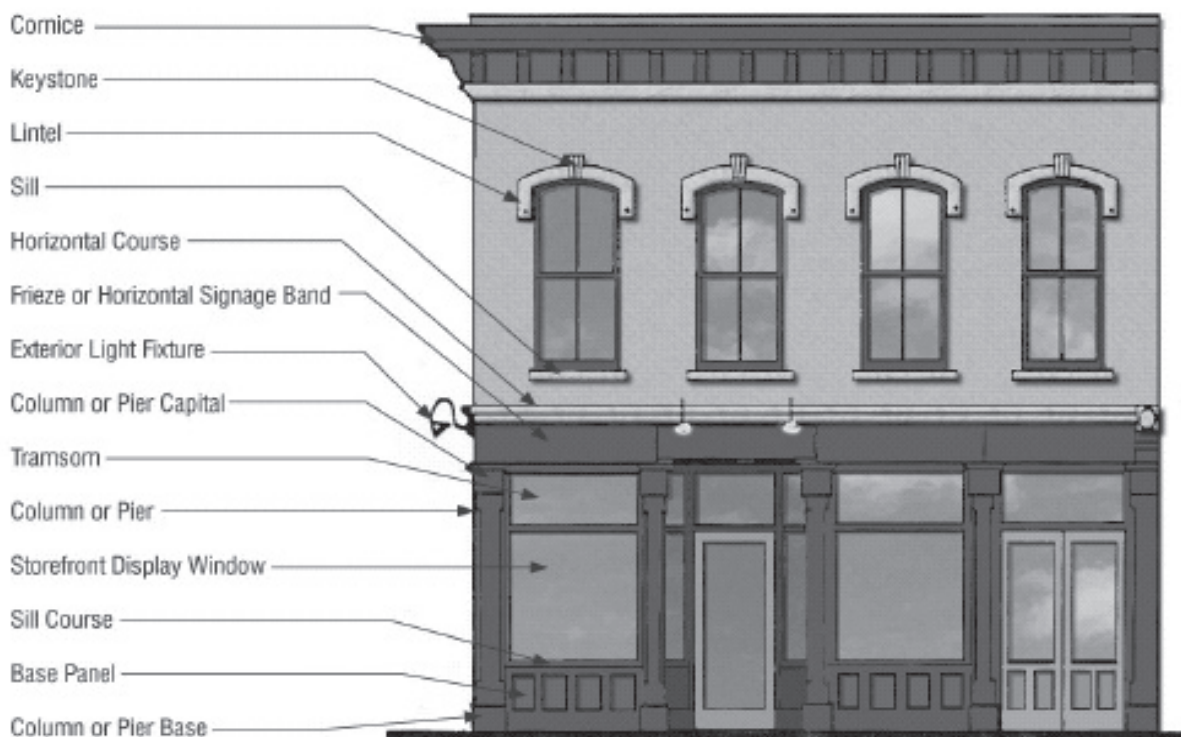 Cornice
Keystone
Lintel
Sill
Horizontal Course
Frieze or Horizontal Signage Band
Exterior Light Fixture
Column or Pier Capital
Tramsorn
Column or Pier
Storefront Display Window
Sill Course
Base Panel
Column or Pier Base